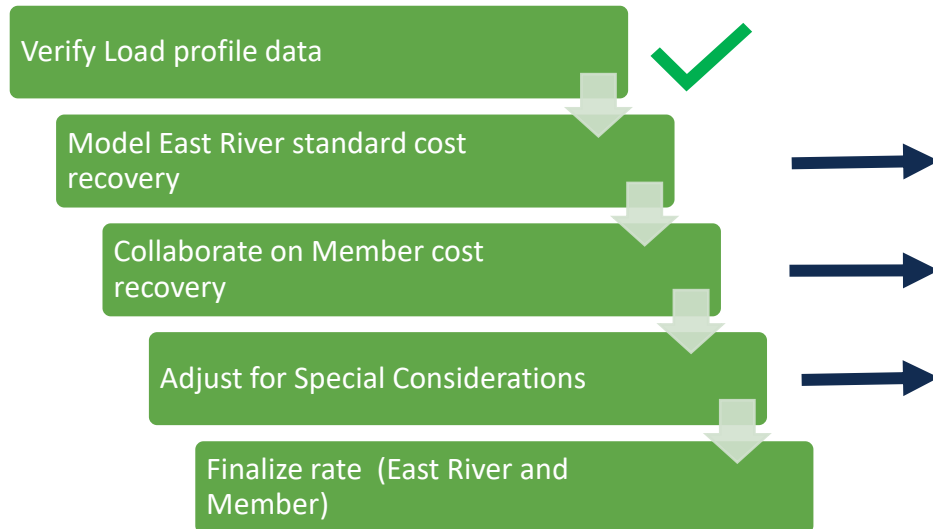 Verify Load profile data
Model East River standard cost
recovery
Collaborate on Member cost
recovery
Adjust for Special Considerations
Finalize rate  (East River and
Member)